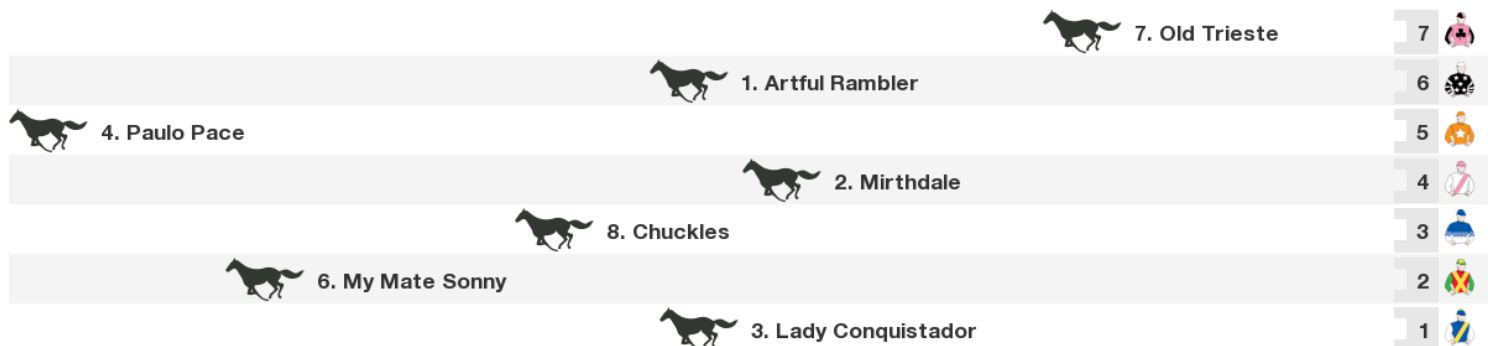 7. Old Trieste 7
1. Artful Rambler 6
4. Paulo Pace 5
2. Mirthdale 4
8. Chuckles 3
6. My Mate Sonny 2
3. Lady Conquistador 1